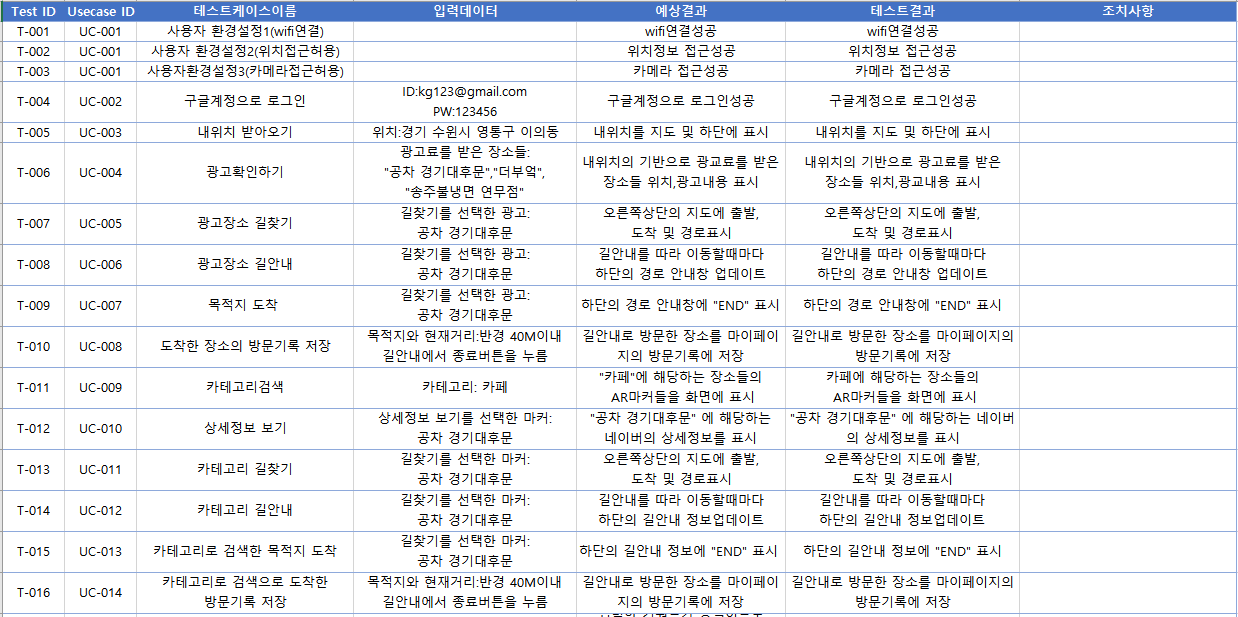 Test ID Usecase ID 테스트케이스이름 입력데이터 예상결과 테스트결과 조치사항
T-001 UC-001 사용자 환경설정1(wifi연결) wifi연결성공 wifi연결성공
T-002 UC-001 사용자 환경설정2(위치접근허용) 위치정보 접근성공 위치정보 접근성공
T-003 UC-001 사용자환경설정3(카메라접근허용) 카메라 접근성공 카메라 접근성공
T-004 UC-002 구글계정으로 로그인
ID:kg123@gmail.com
PW:123456
구글계정으로 로그인성공 구글계정으로 로그인성공
T-005 UC-003 내위치 받아오기 위치:경기 수원시 영통구 이의동 내위치를 지도 및 하단에 표시 내위치를 지도 및 하단에 표시
T-006 UC-004 광고확인하기
광고료를 받은 장소들:
"공차 경기대후문","더부엌",
"송주불냉면 연무점"
내위치의 기반으로 광교료를 받은
장소들 위치,광고내용 표시
내위치의 기반으로 광고료를 받은
장소들 위치,광교내용 표시
T-007 UC-005 광고장소 길찾기
길찾기를 선택한 광고:
공차 경기대후문
오른쪽상단의 지도에 출발,
도착 및 경로표시
오른쪽상단의 지도에 출발,
도착 및 경로표시
T-008 UC-006 광고장소 길안내
길찾기를 선택한 광고:
공차 경기대후문
길안내를 따라 이동할때마다
하단의 경로 안내창 업데이트
길안내를 따라 이동할때마다
하단의 경로 안내창 업데이트
T-009 UC-007 목적지 도착
길찾기를 선택한 광고:
공차 경기대후문
하단의 경로 안내창에 "END" 표시 하단의 경로 안내창에 "END" 표시
T-010 UC-008 도착한 장소의 방문기록 저장
목적지와 현재거리:반경 40M이내
길안내에서 종료버튼을 누름
길안내로 방문한 장소를 마이페이
지의 방문기록에 저장
길안내로 방문한 장소를 마이페이지의
방문기록에 저장
T-011 UC-009 카테고리검색 카테고리: 카페
"카페"에 해당하는 장소들의
AR마커들을 화면에 표시
카페에 해당하는 장소들의
AR마커들을 화면에 표시
T-012 UC-010 상세정보 보기
상세정보 보기를 선택한 마커:
공차 경기대후문
"공차 경기대후문" 에 해당하는
네이버의 상세정보를 표시
"공차 경기대후문" 에 해당하는 네이버
의 상세정보를 표시
T-013 UC-011 카테고리 길찾기
길찾기를 선택한 마커:
공차 경기대후문
오른쪽상단의 지도에 출발,
도착 및 경로표시
오른쪽상단의 지도에 출발,
도착 및 경로표시
T-014 UC-012 카테고리 길안내
길찾기를 선택한 마커:
공차 경기대후문
길안내를 따라 이동할때마다
하단의 길안내 정보업데이트
길안내를 따라 이동할때마다
하단의 길안내 정보업데이트
T-015 UC-013 카테고리로 검색한 목적지 도착
길찾기를 선택한 마커:
공차 경기대후문
하단의 길안내 정보에 "END" 표시 하단의 길안내 정보에 "END" 표시
T-016 UC-014
카테고리로 검색으로 도착한
방문기록 저장
목적지와 현재거리:반경 40M이내
길안내에서 종료버튼을 누름
길안내로 방문한 장소를 마이페이
지의 방문기록에 저장
길안내로 방문한 장소를 마이페이지의
방문기록에 저장